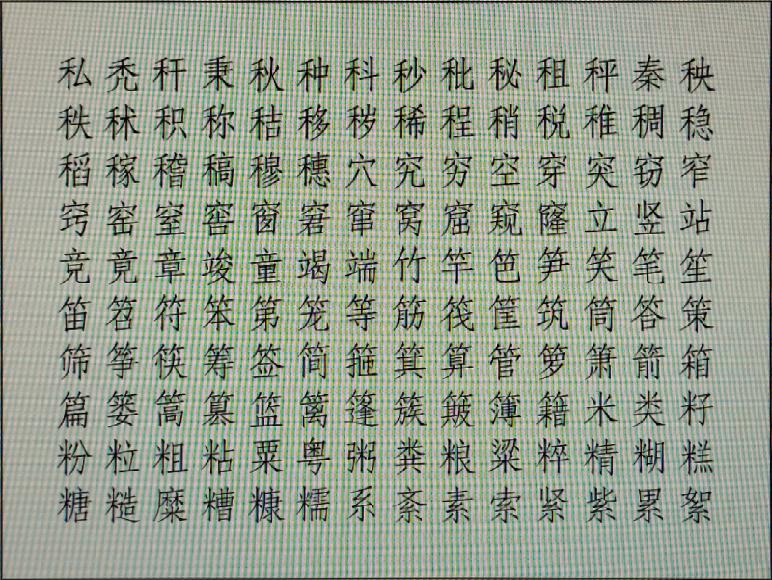 私秃秆秉秋种科秒秕秘租秤秦秧
秩秫积称秸移秽稀程稍税稚稠稳
稻稼稽稿穆穗穴究穷空穿突窃窄
窍窑窒窖窗窘窜窝窟窥窿立竖站
竞竟章竣童竭端竹竿笆笋笑笔笙
笛笤符笨第笼等筋筏筐筑筒答策
筛筝筷筹签简箍箕算管箩箫箭箱
篇篓篙篡篮篱篷簇簸簿籍米类籽
粉粒粗粘粟粤粥粪粮粱粹精糊糕
糖糙糜糟糠糯系紊素索紧紫累絮